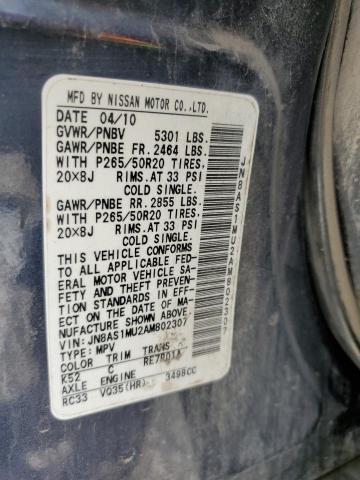 MFD BY NISSAN MOTOR CO.,LTD.
DATE 04/10
GVWR/PNBV 5301 LBS.
GAWR/PNBE FR. 2464 LBS.
WITH P265/50R20 TIRES,
20x8J RIMS.AT 33 PSI
COLD SINGLE.
GAWR/PNBE RR. 2855 LBS.
WITH P265/50R20 TIRES,
20x8J RIMS.AT 33 PSI
COLD SINGLE.
THIS VEHICLE CONFORMS
TO ALL APPLICABLE FED-
ERAL MOTOR VEHICLE SA-
FETY AND THEFT PREVEN-
TION STANDARDS IN EFF-
ECT ON THE DATE OF MA-
NUFACTURE SHOWN ABOVE.
VIN: JN8AS1MU2AM802307
TYPE: MPV
COLOR TRIM TRANS
K52 C RE7R01A
AXLE ENGINE
RC33 VQ35(HR) 3498CC
JN8AS1MU2AM802307